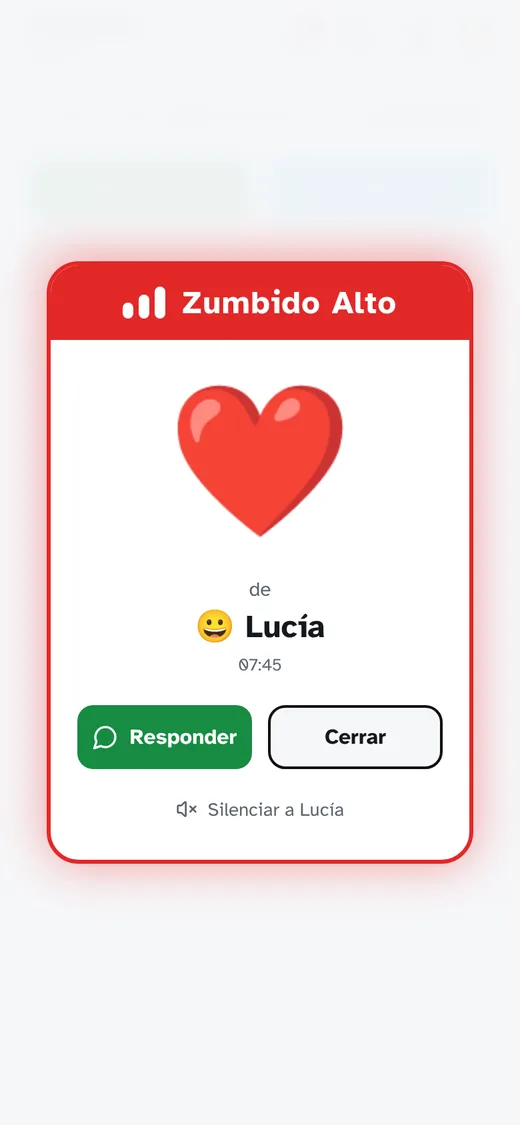 Zumbido Alto
de
😀 Lucía
07:45
Responder
Cerrar
Silenciar a Lucía